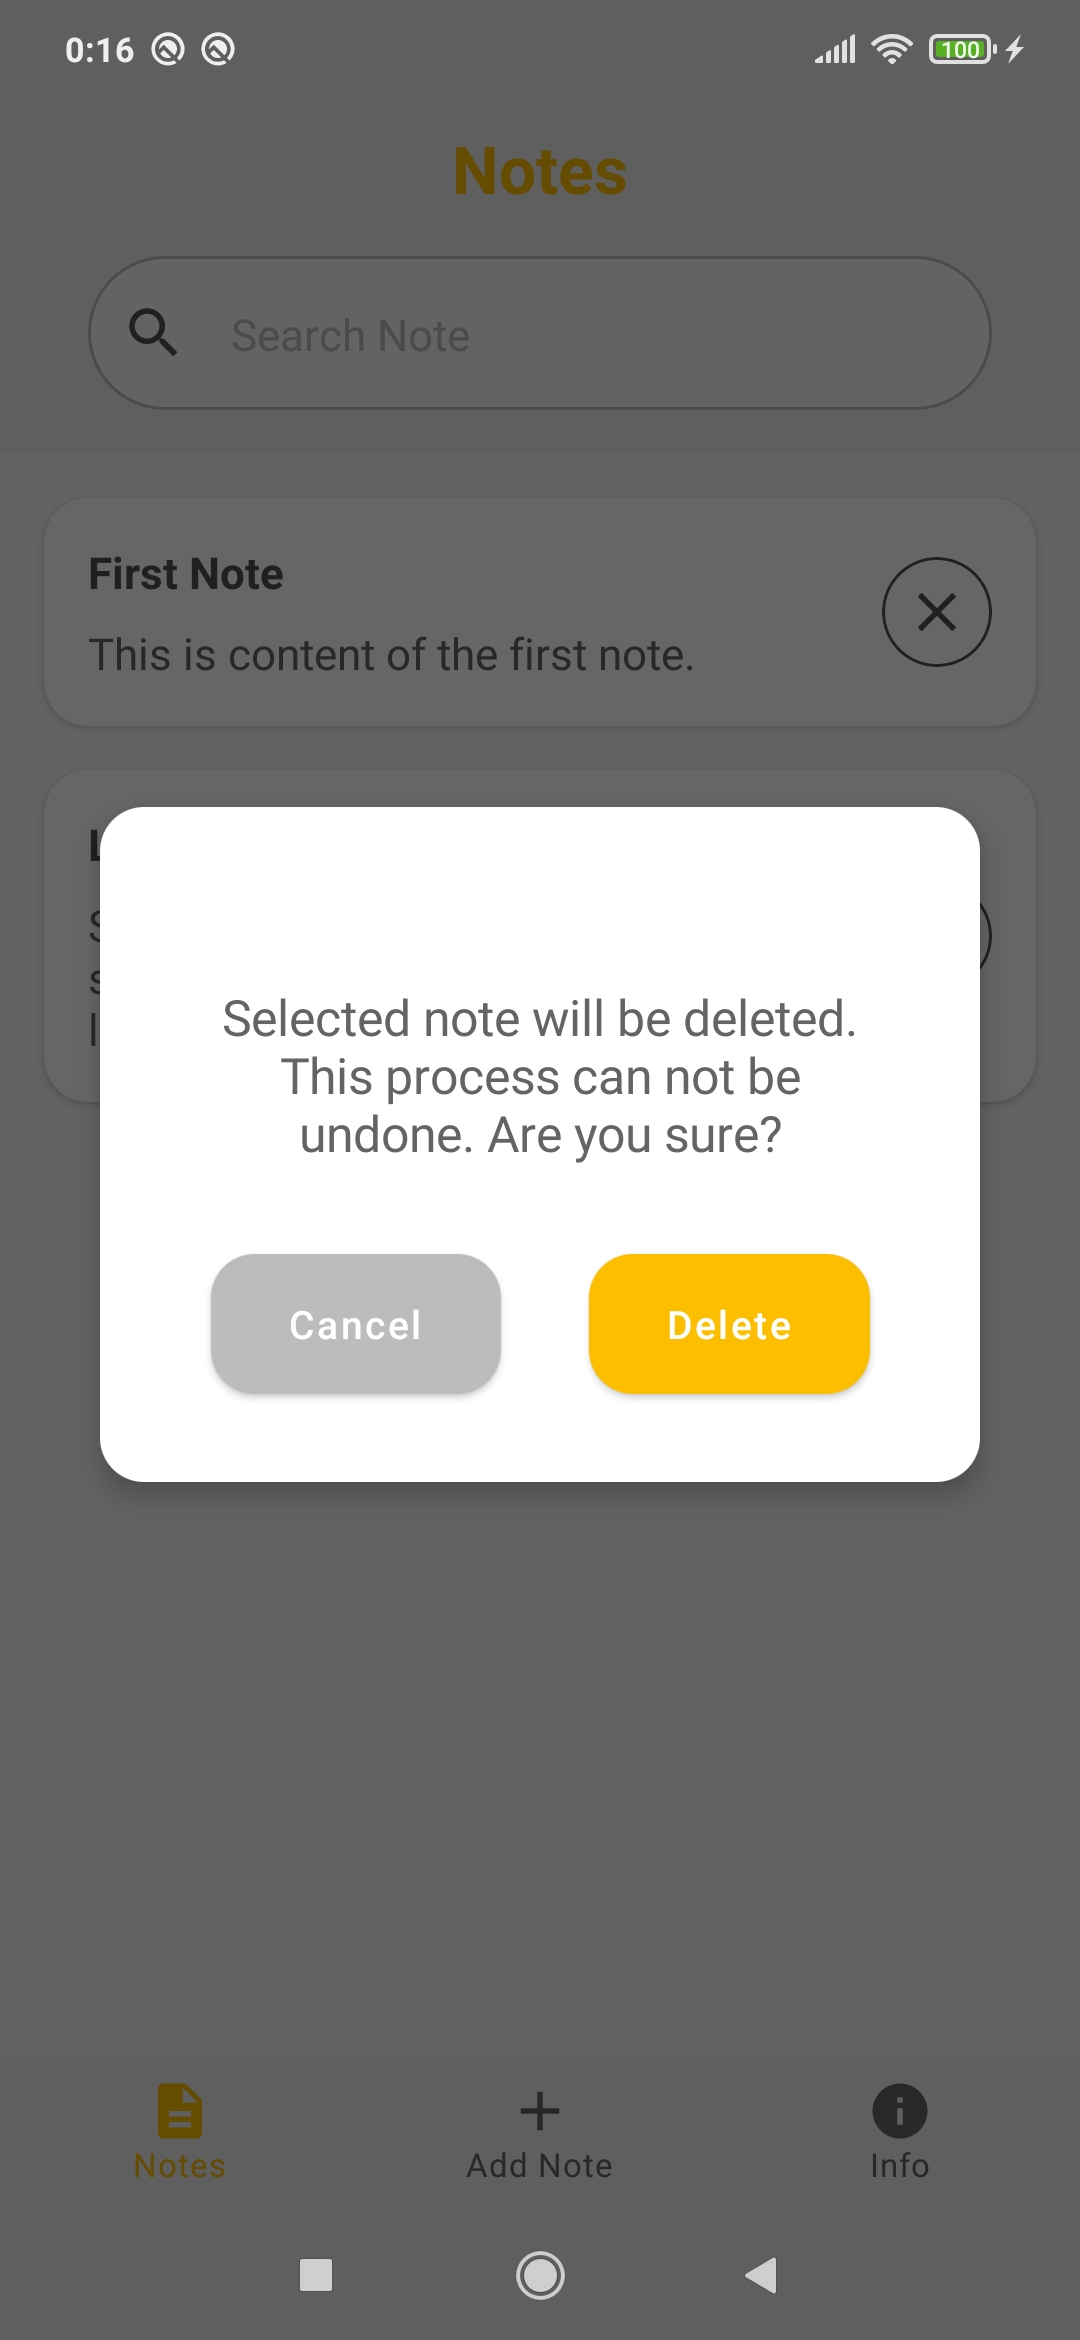 0:16
100
Notes
Search Note
First Note
This is content of the first note.
Selected note will be deleted.
This process can not be
undone. Are you sure?
Cancel
Delete
Notes
Add Note
Info